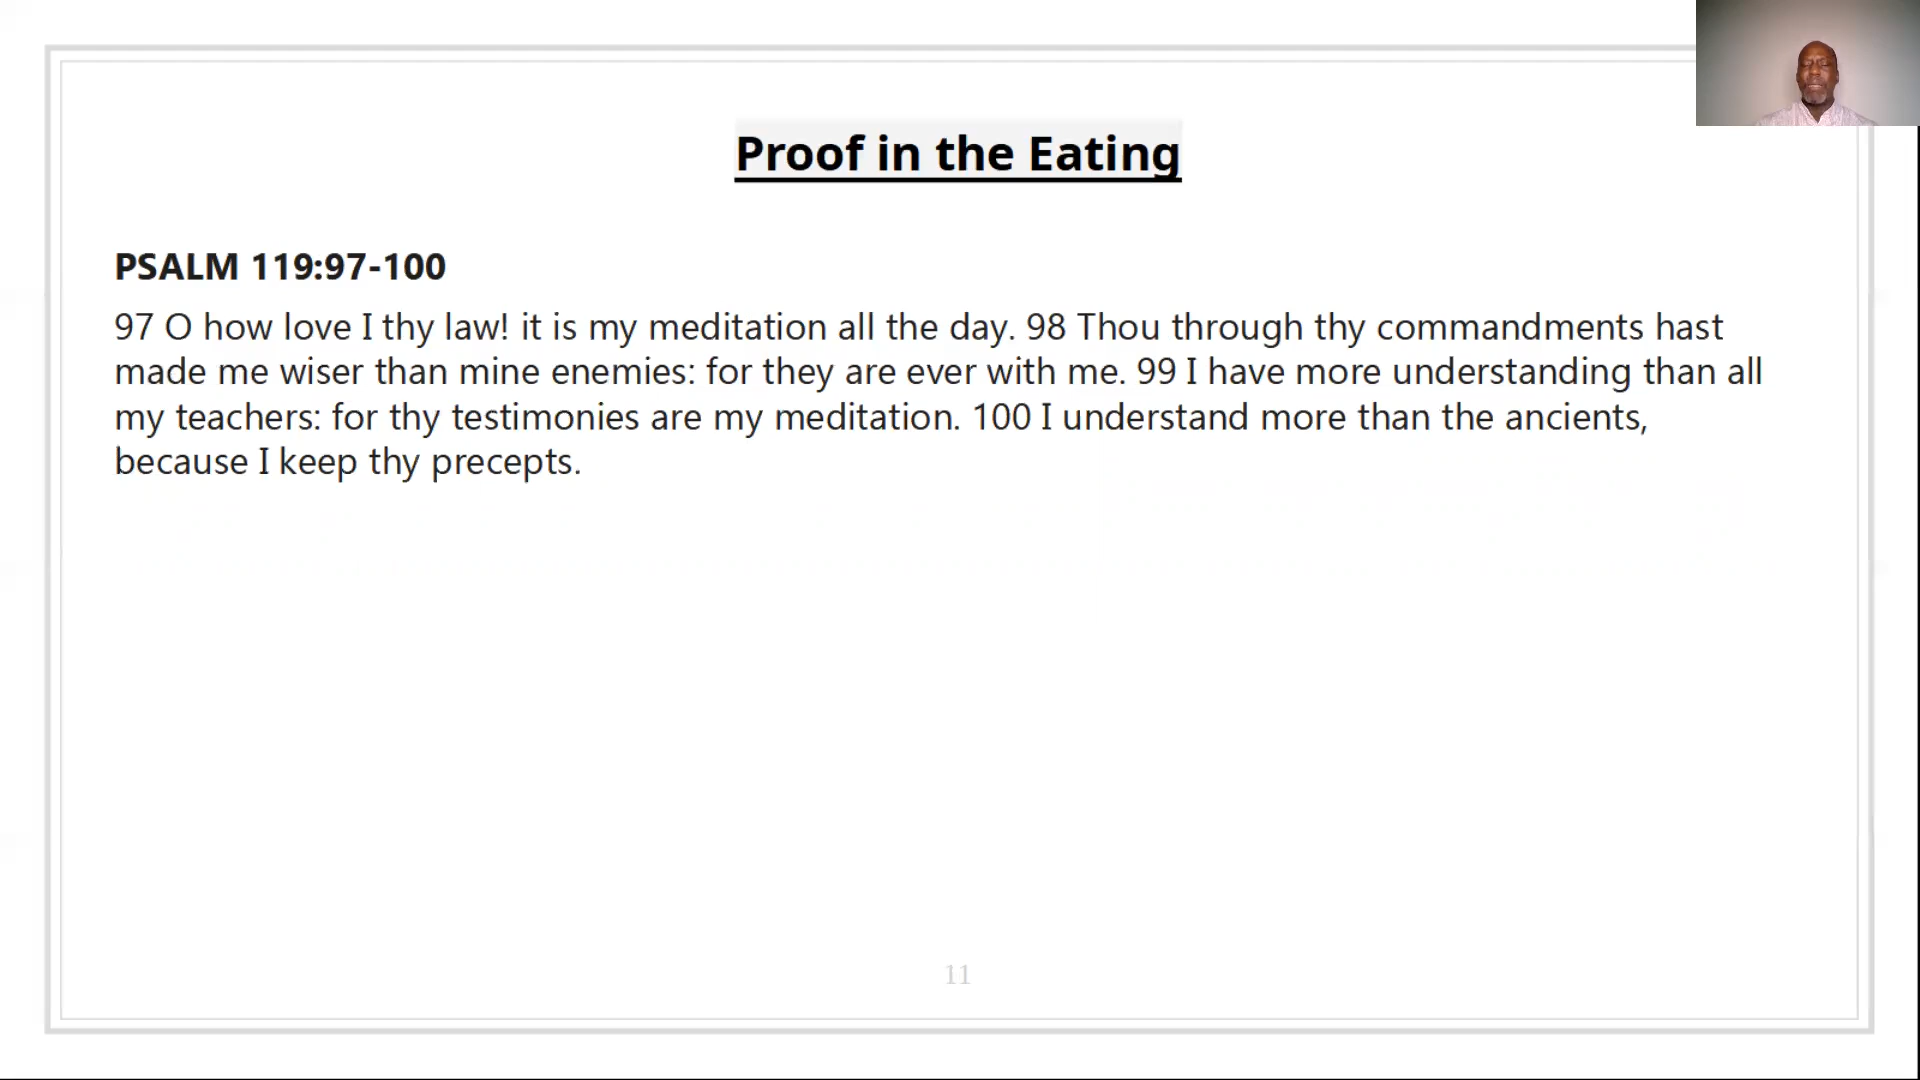 Proof in the Eating
PSALM 119:97-100
97 O how love I thy law! it is my meditation all the day. 98 Thou through thy commandments hast
made me wiser than mine enemies: for they are ever with me. 99 I have more understanding than all
my teachers: for thy testimonies are my meditation. 100 I understand more than the ancients,
because I keep thy precepts.
11